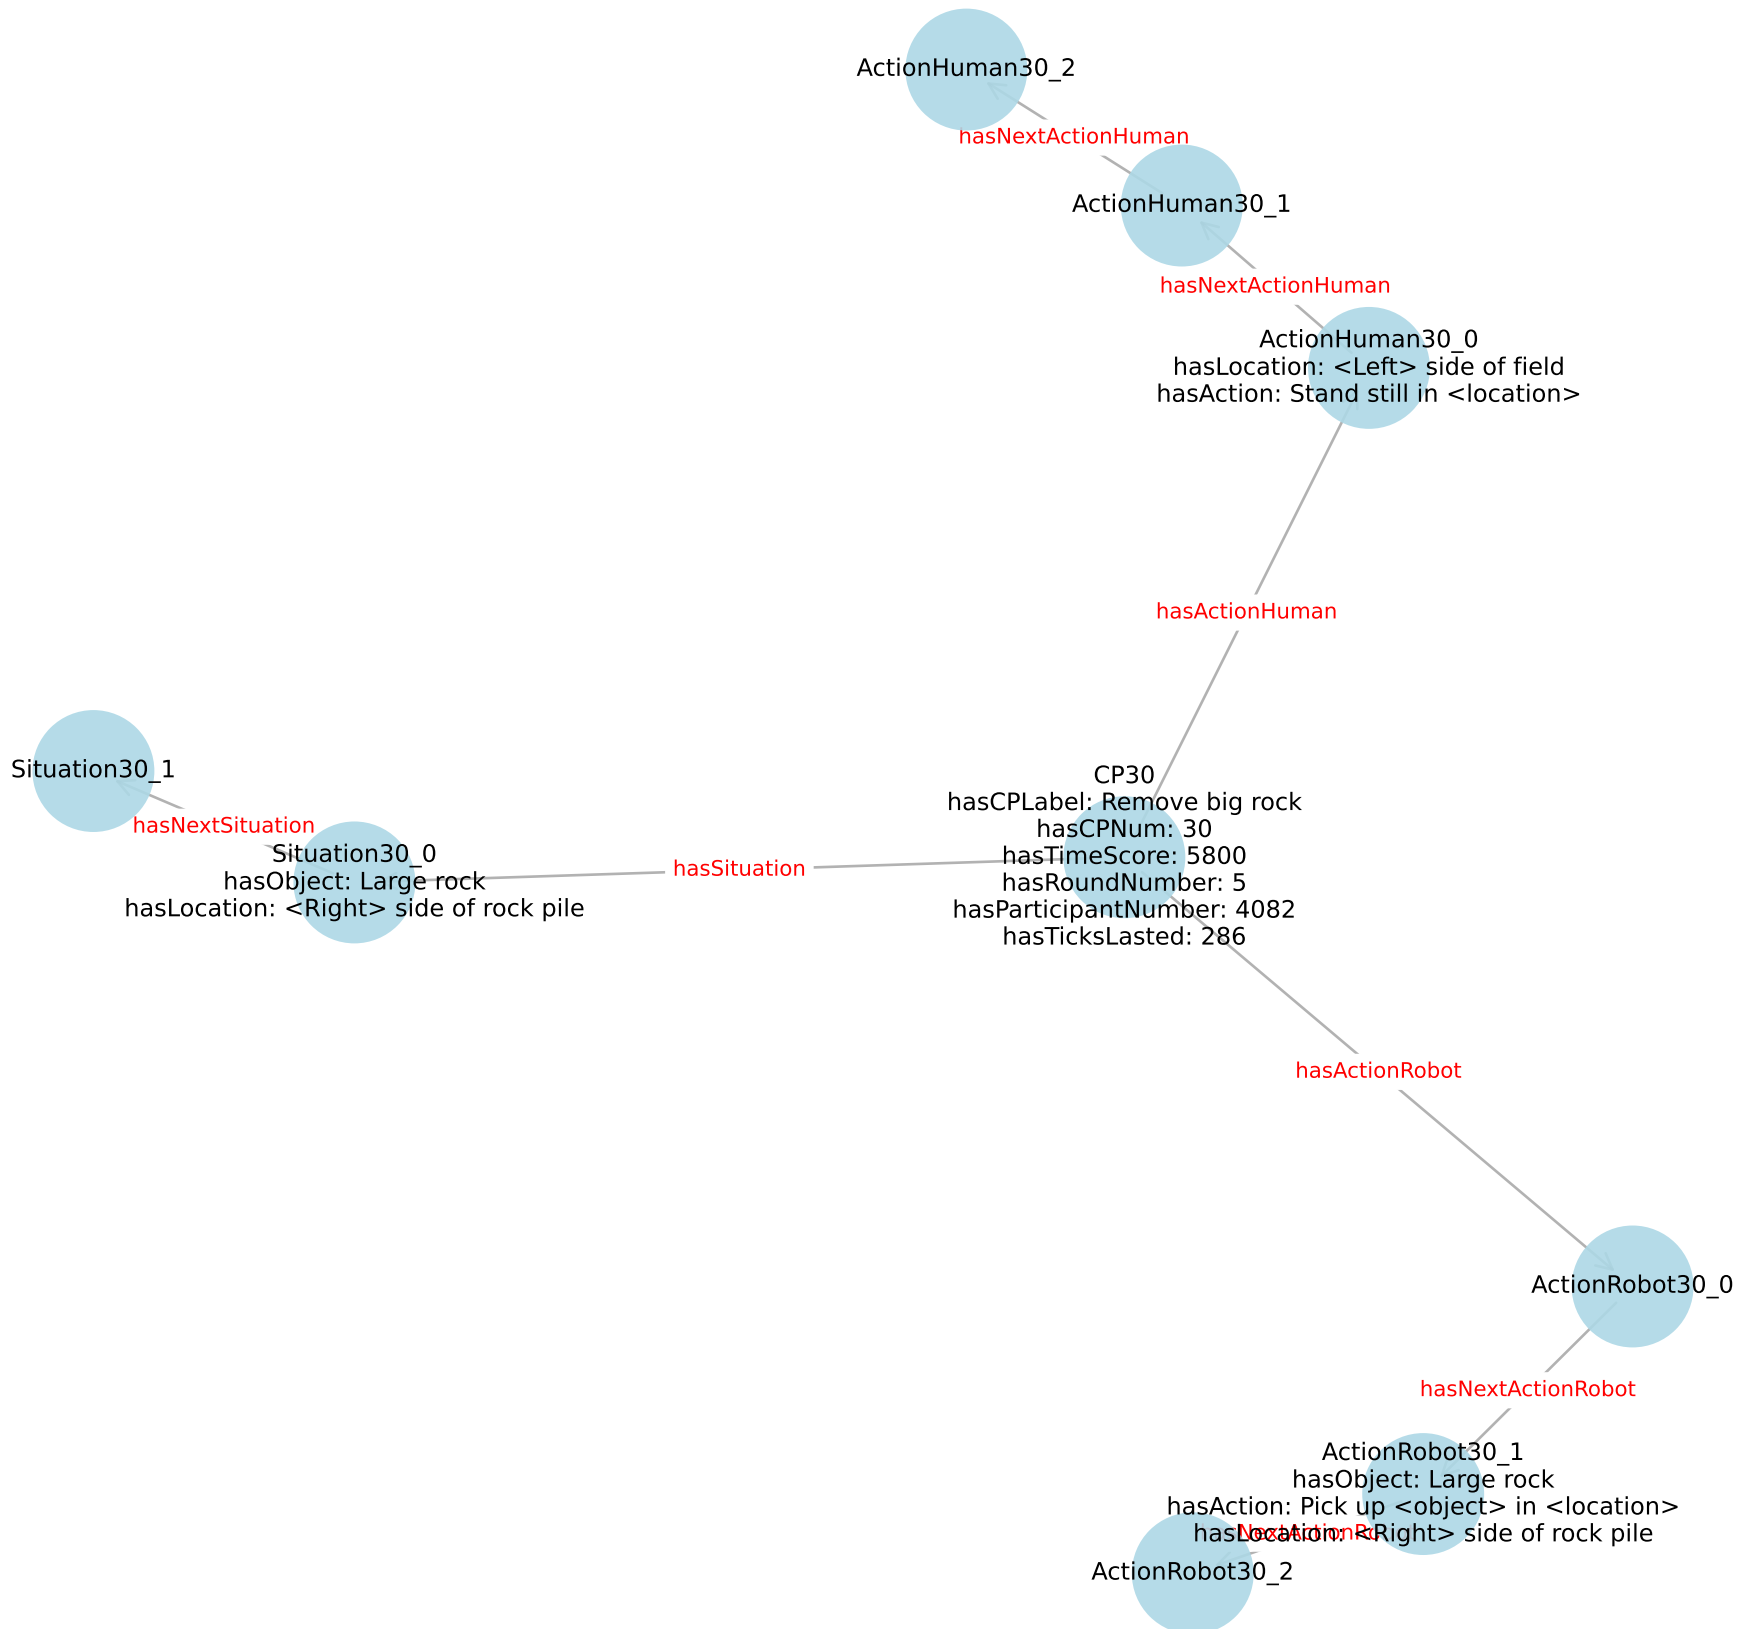 ActionHuman30_2
hasNextActionHuman
ActionHuman30_1
hasNextActionHuman
ActionHuman30_0
hasLocation: <Left> side of field
hasAction: Stand still in <location>
hasActionHuman
Situation30_1
hasNextSituation
Situation30_0
hasObject: Large rock
hasLocation: <Right> side of rock pile
hasSituation
CP30
hasCPLabel: Remove big rock
hasCPNum: 30
hasTimeScore: 5800
hasRoundNumber: 5
hasParticipantNumber: 4082
hasTicksLasted: 286
hasActionRobot
ActionRobot30_0
hasNextActionRobot
ActionRobot30_1
hasObject: Large rock
hasAction: Pick up <object> in <location>
hasLocation: <Right> side of rock pile
ActionRobot30_2